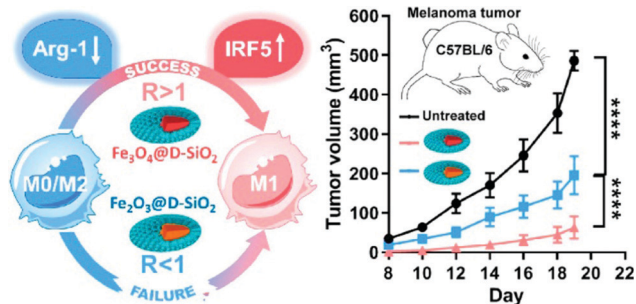 Arg-1↓
IRF5↑
SUCCESS
R>1
Fe₃O₄@D-SiO₂
M0/M2
M1
Fe₂O₃@D-SiO₂
R<1
FAILURE
Melanoma tumor
C57BL/6
Untreated
****
****
Tumor volume (mm³)
600
500
400
300
200
100
0
8 10 12 14 16 18 20 22
Day